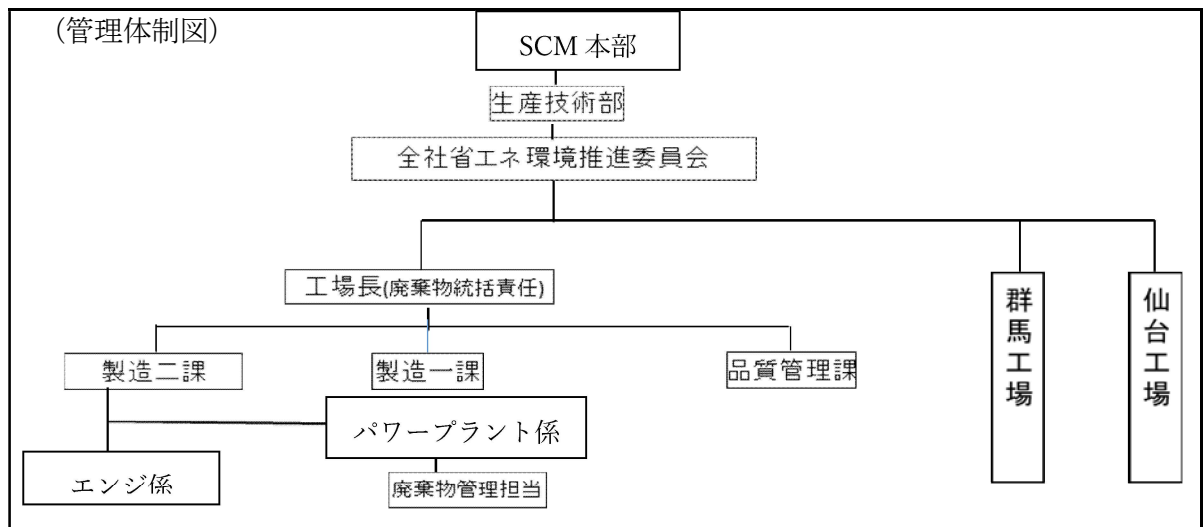 （管理体制図）
SCM 本部
生産技術部
全社省エネ環境推進委員会
工場長(廃棄物統括責任)
製造二課
製造一課
品質管理課
群馬工場
仙台工場
パワープラント係
エンジ係
廃棄物管理担当